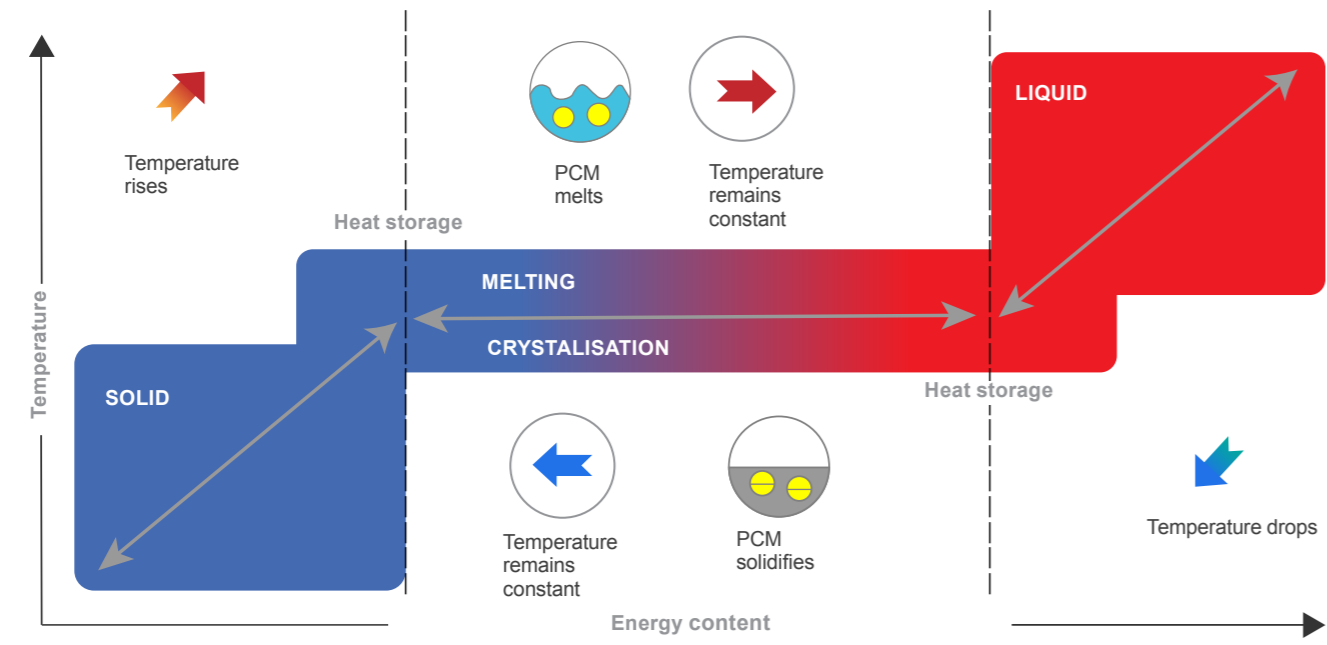 Temperature
rises
PCM
melts
Temperature
remains
constant
LIQUID
Heat storage
MELTING
CRYSTALISATION
SOLID
Heat storage
Temperature
Temperature
remains
constant
PCM
solidifies
Temperature drops
Energy content